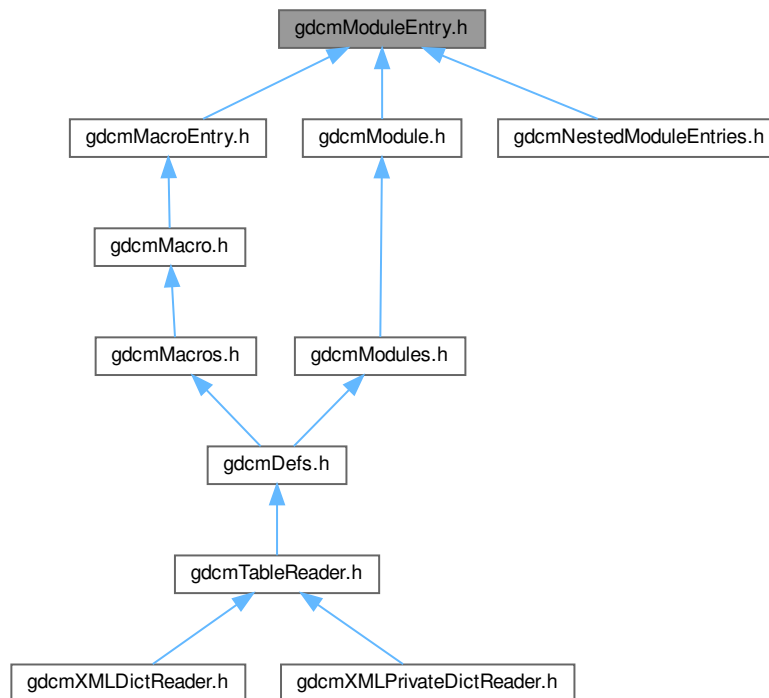 gdcmModuleEntry.h
gdcmMacroEntry.h
gdcmModule.h
gdcmNestedModuleEntries.h
gdcmMacro.h
gdcmMacros.h
gdcmModules.h
gdcmDefs.h
gdcmTableReader.h
gdcmXMLDictReader.h
gdcmXMLPrivateDictReader.h